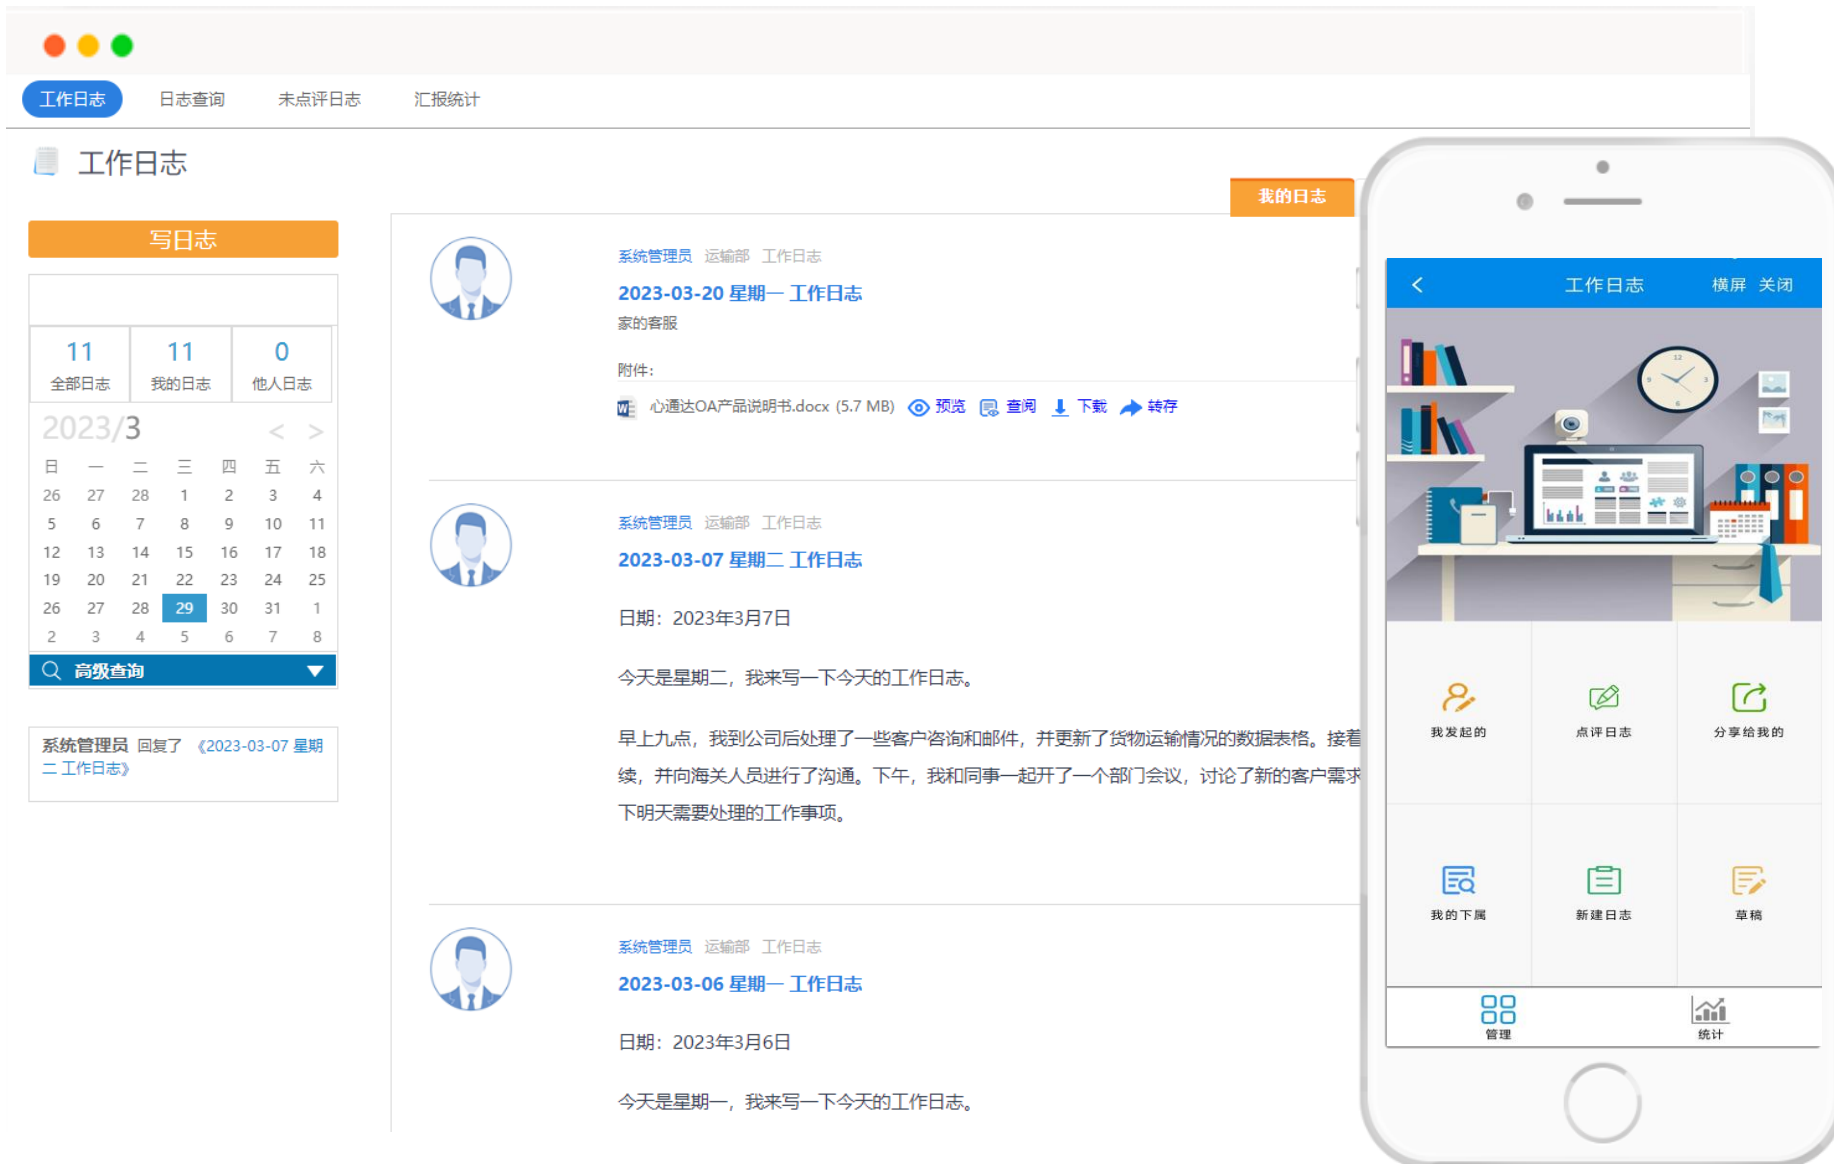 工作日志 日志查询 未点评日志 汇报统计
工作日志
我的日志
写日志
11 11 0
全部日志 我的日志 他人日志
2023/3 < >
日 一 二 三 四 五 六
26 27 28 1 2 3 4
5 6 7 8 9 10 11
12 13 14 15 16 17 18
19 20 21 22 23 24 25
26 27 28 29 30 31 1
2 3 4 5 6 7 8
高级查询
系统管理员 回复了 《2023-03-07 星期
二 工作日志》
系统管理员 运输部 工作日志
2023-03-20 星期一 工作日志
家的客服
附件：
心通达OA产品说明书.docx (5.7 MB) 预览 查阅 下载 转存
系统管理员 运输部 工作日志
2023-03-07 星期二 工作日志
日期：2023年3月7日
今天是星期二，我来写一下今天的工作日志。
早上九点，我到公司后处理了一些客户咨询和邮件，并更新了货物运输情况的数据表格。接着
续，并向海关人员进行了沟通。下午，我和同事一起开了一个部门会议，讨论了新的客户需求
下明天需要处理的工作事项。
系统管理员 运输部 工作日志
2023-03-06 星期一 工作日志
日期：2023年3月6日
今天是星期一，我来写一下今天的工作日志。
工作日志 横屏 关闭
12
9 3
6
我发起的 点评日志 分享给我的
我的下属 新建日志 草稿
管理 统计